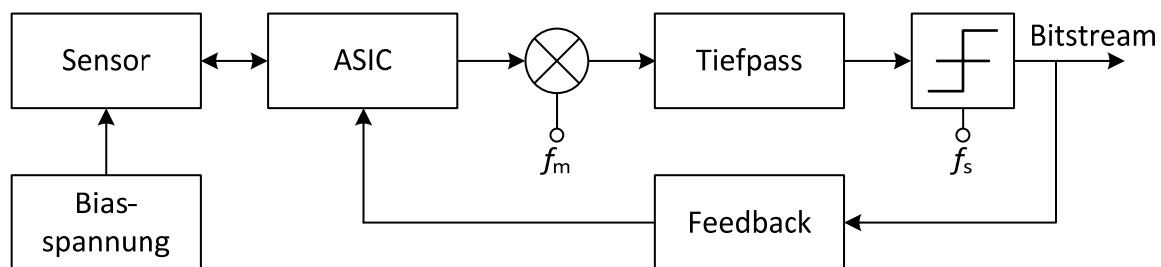 Sensor
ASIC
Tiefpass
Bitstream
fm
fs
Bias-
spannung
Feedback